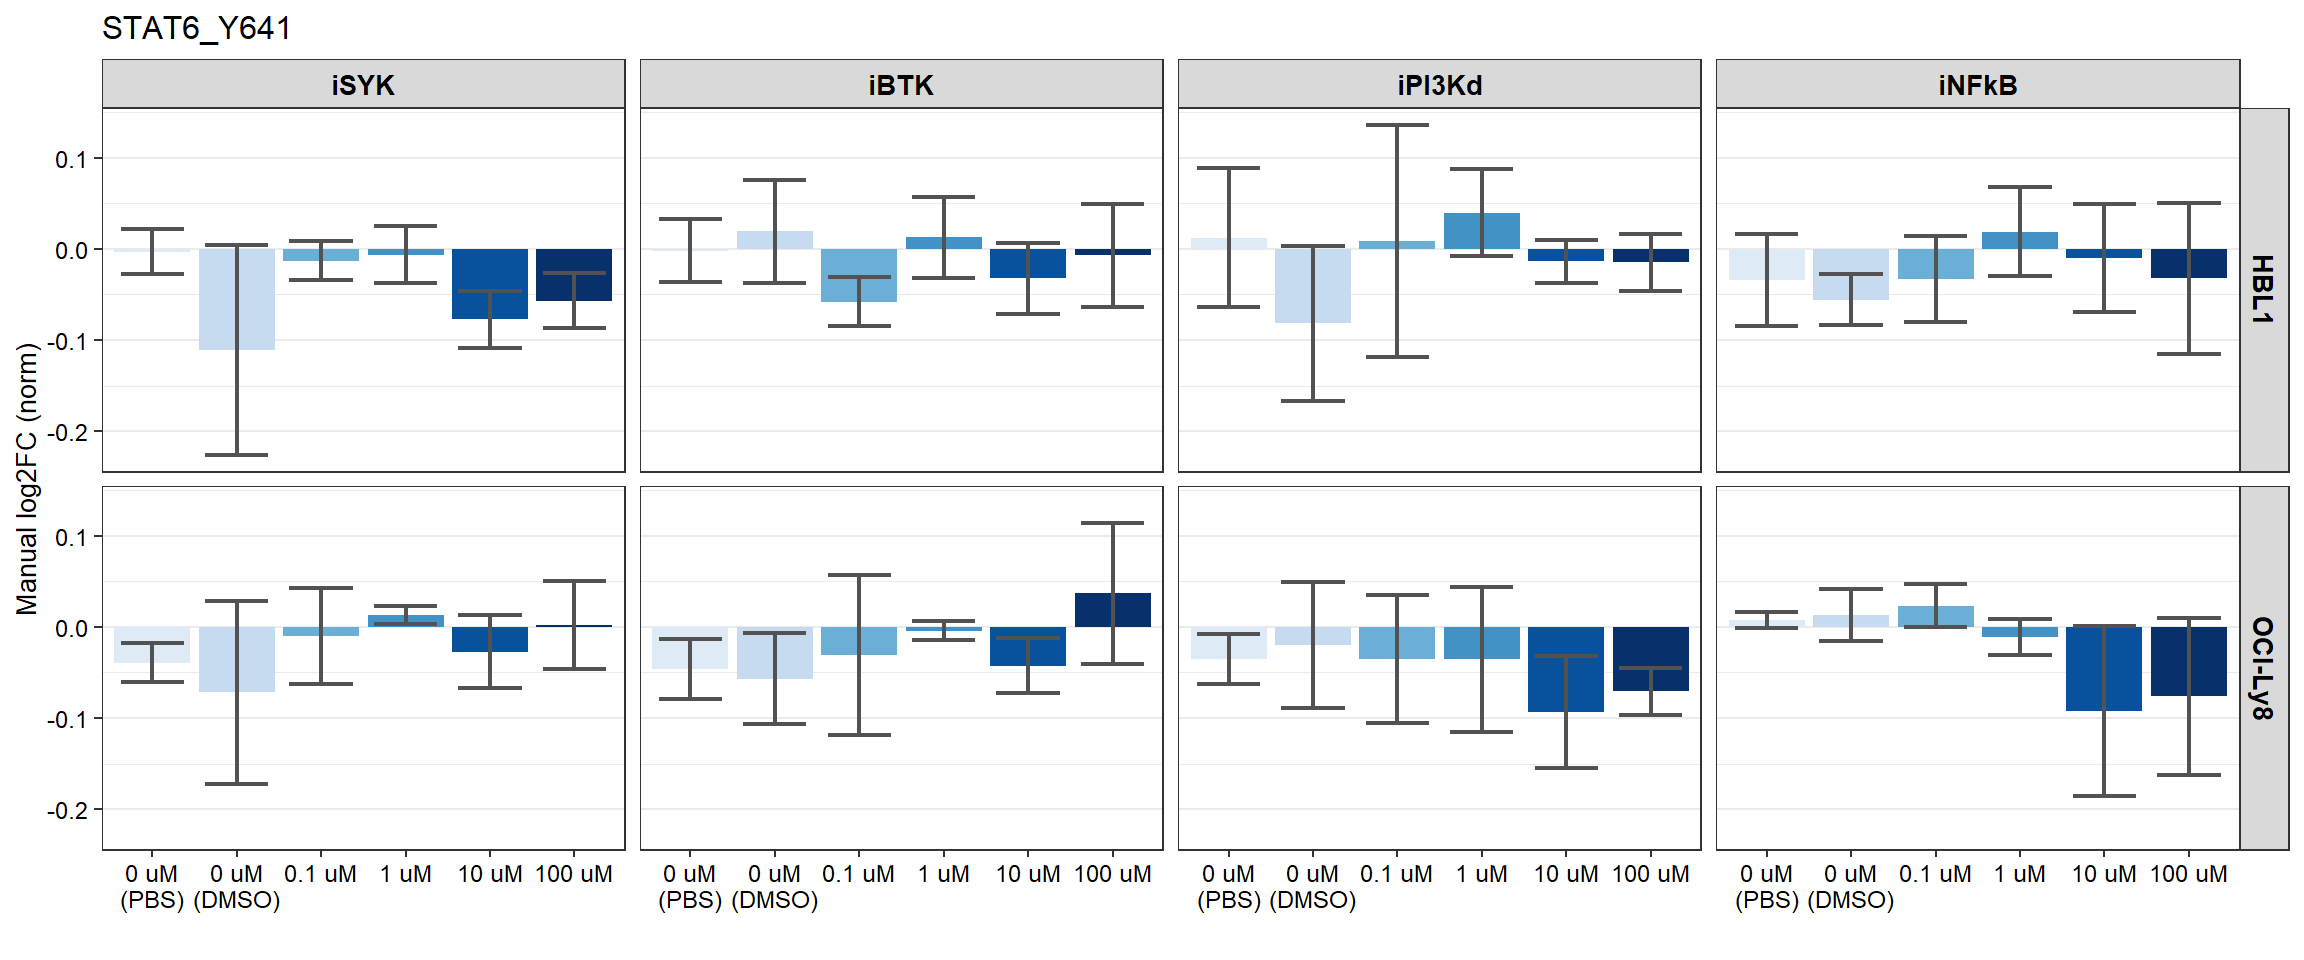 STAT6_Y641
iSYK
iBTK
iPI3Kd
iNFkB
Manual log2FC (norm)
0.1
0.0
-0.1
-0.2
HBL1
0.1
0.0
-0.1
-0.2
OCI-Ly8
0 uM (PBS)
0 uM (DMSO)
0.1 uM
1 uM
10 uM
100 uM
0 uM (PBS)
0 uM (DMSO)
0.1 uM
1 uM
10 uM
100 uM
0 uM (PBS)
0 uM (DMSO)
0.1 uM
1 uM
10 uM
100 uM
0 uM (PBS)
0 uM (DMSO)
0.1 uM
1 uM
10 uM
100 uM